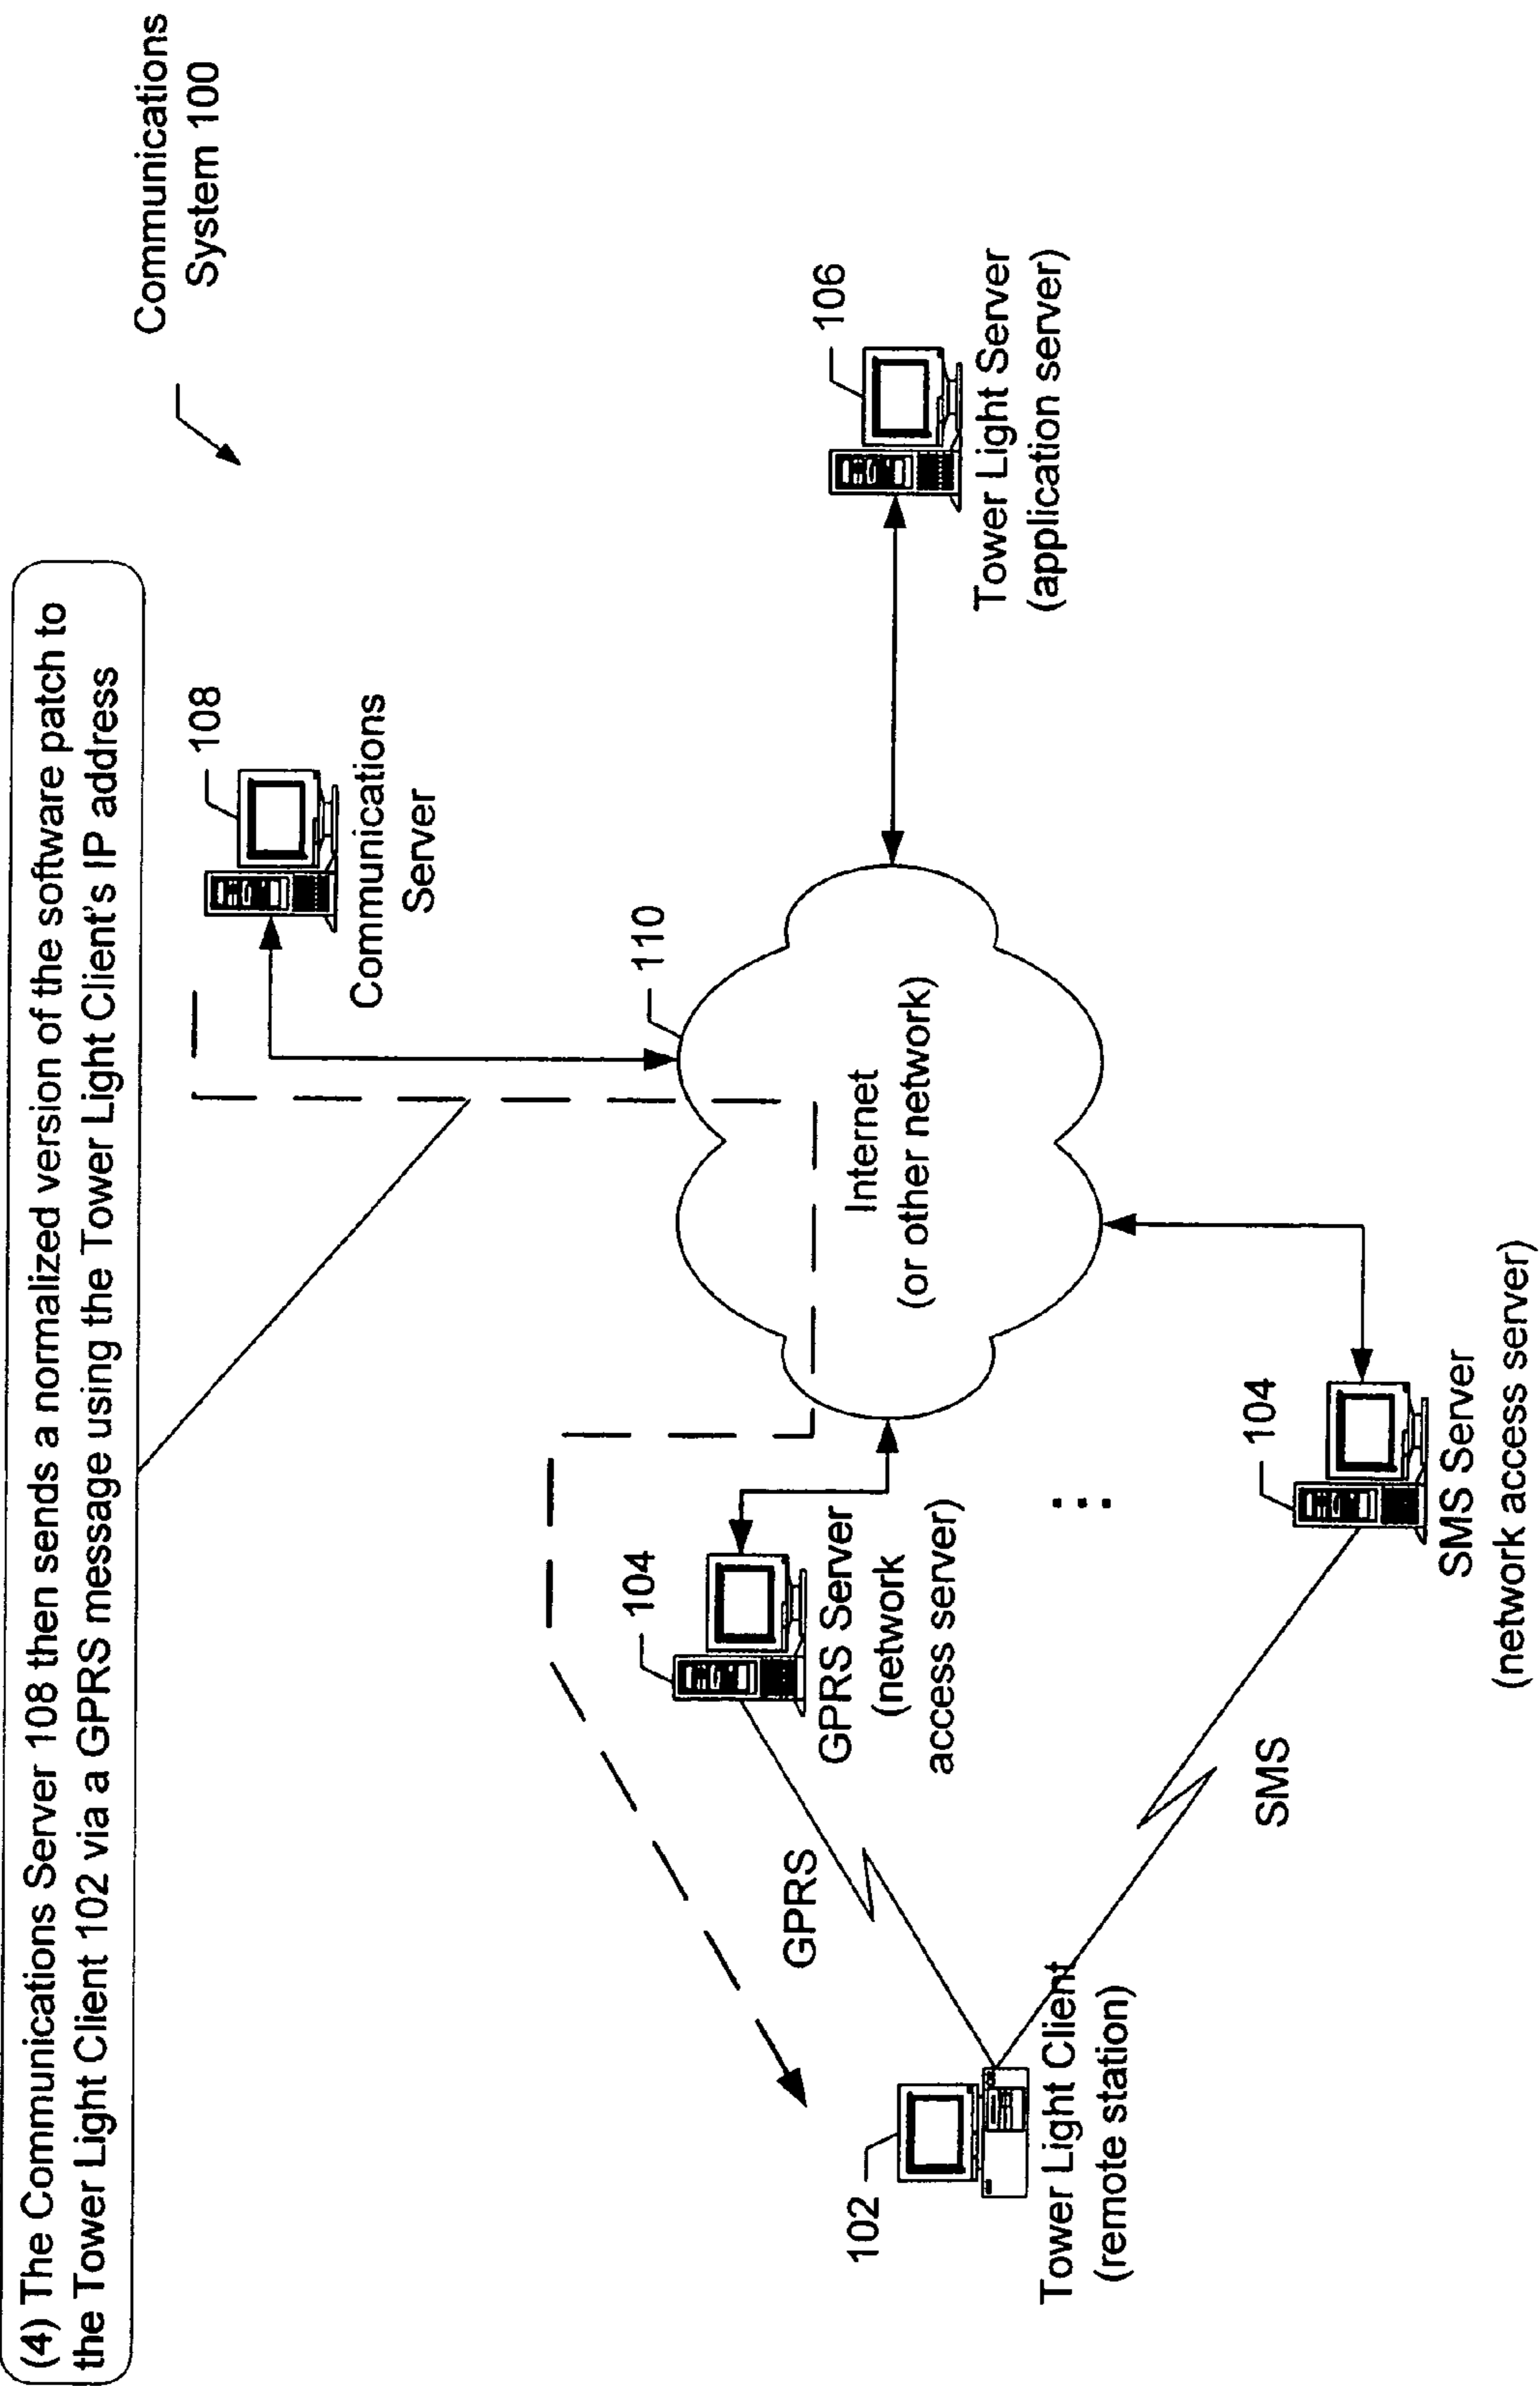 (4) The Communications Server 108 then sends a normalized version of the software patch to
the Tower Light Client 102 via a GPRS message using the Tower Light Client's IP address
Communications
System 100
108
Communications
Server
110
Internet
(or other network)
106
Tower Light Server
(application server)
104
GPRS Server
(network
access server)
GPRS
102
Tower Light Client
(remote station)
SMS
104
SMS Server
(network access server)